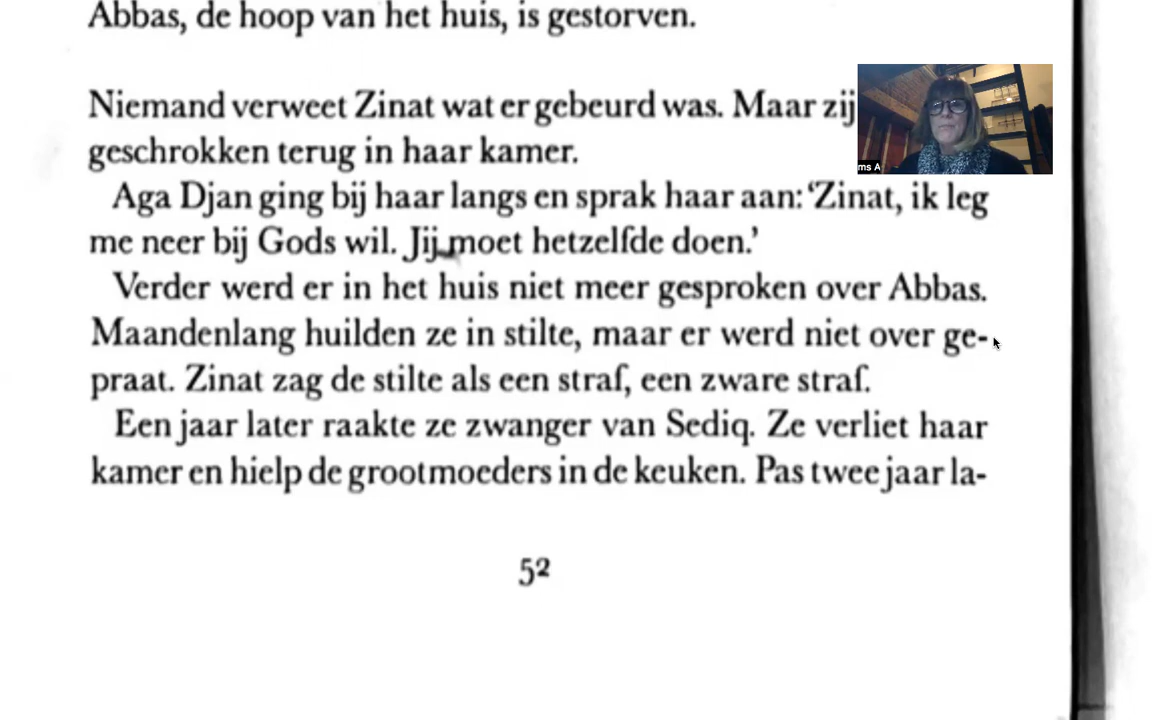 Abbas, de hoop van het huis, is gestorven.
Niemand verweet Zinat wat er gebeurd was. Maar zij
geschrokken terug in haar kamer.
Aga Djan ging bij haar langs en sprak haar aan: ‘Zinat, ik leg
me neer bij Gods wil. Jij moet hetzelfde doen.’
Verder werd er in het huis niet meer gesproken over Abbas.
Maandenlang huilden ze in stilte, maar er werd niet over ge-
praat. Zinat zag de stilte als een straf, een zware straf.
Een jaar later raakte ze zwanger van Sediq. Ze verliet haar
kamer en hielp de grootmoeders in de keuken. Pas twee jaar la-
52
ms A